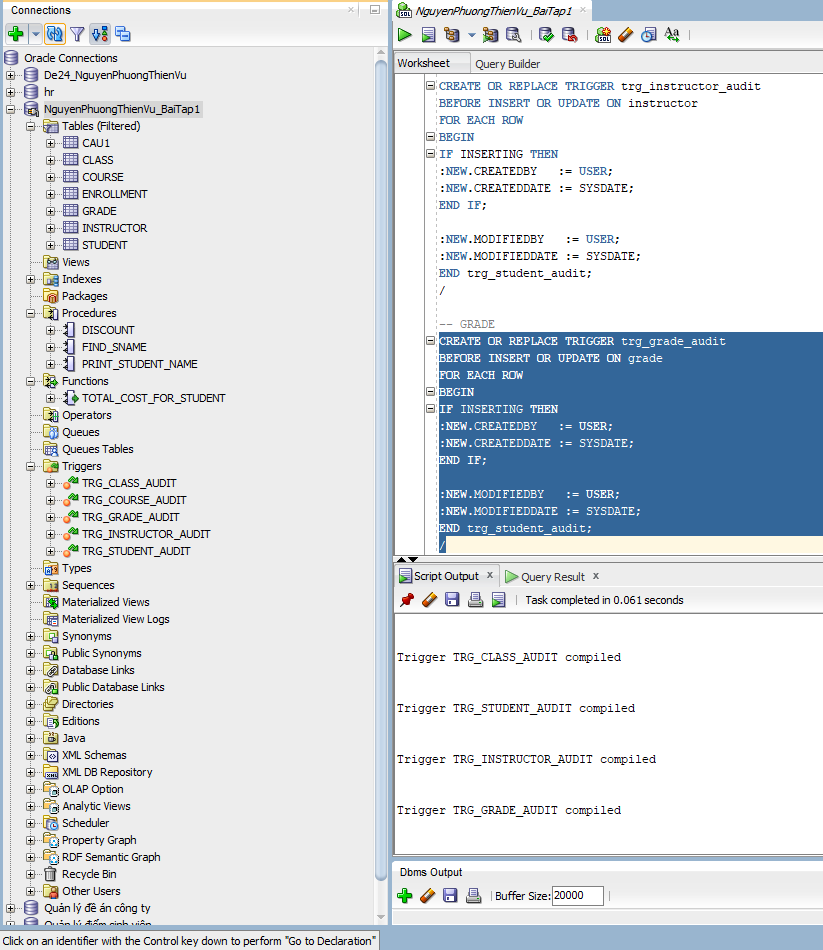 Connections
Oracle Connections
De24_NguyenPhuongThienVu
hr
NguyenPhuongThienVu_BaiTap1
Tables (Filtered)
CAU1
CLASS
COURSE
ENROLLMENT
GRADE
INSTRUCTOR
STUDENT
Views
Indexes
Packages
Procedures
DISCOUNT
FIND_SNAME
PRINT_STUDENT_NAME
Functions
TOTAL_COST_FOR_STUDENT
Operators
Queues
Queues Tables
Triggers
TRG_CLASS_AUDIT
TRG_COURSE_AUDIT
TRG_GRADE_AUDIT
TRG_INSTRUCTOR_AUDIT
TRG_STUDENT_AUDIT
Types
Sequences
Materialized Views
Materialized View Logs
Synonyms
Public Synonyms
Database Links
Public Database Links
Directories
Editions
Java
XML Schemas
XML DB Repository
OLAP Option
Analytic Views
Scheduler
Property Graph
RDF Semantic Graph
Recycle Bin
Other Users
Quản lý đề án công ty
Quản lý điểm sinh viên
Click on an identifier with the Control key down to perform "Go to Declaration"
NguyenPhuongThienVu_BaiTap1
Worksheet Query Builder
CREATE OR REPLACE TRIGGER trg_instructor_audit
BEFORE INSERT OR UPDATE ON instructor
FOR EACH ROW
BEGIN
IF INSERTING THEN
:NEW.CREATEDBY   := USER;
:NEW.CREATEDDATE := SYSDATE;
END IF;
:NEW.MODIFIEDBY   := USER;
:NEW.MODIFIEDDATE := SYSDATE;
END trg_student_audit;
/
-- GRADE
CREATE OR REPLACE TRIGGER trg_grade_audit
BEFORE INSERT OR UPDATE ON grade
FOR EACH ROW
BEGIN
IF INSERTING THEN
:NEW.CREATEDBY   := USER;
:NEW.CREATEDDATE := SYSDATE;
END IF;
:NEW.MODIFIEDBY   := USER;
:NEW.MODIFIEDDATE := SYSDATE;
END trg_student_audit;
/
Script Output x Query Result x
Task completed in 0.061 seconds
Trigger TRG_CLASS_AUDIT compiled
Trigger TRG_STUDENT_AUDIT compiled
Trigger TRG_INSTRUCTOR_AUDIT compiled
Trigger TRG_GRADE_AUDIT compiled
Dbms Output
Buffer Size: 20000